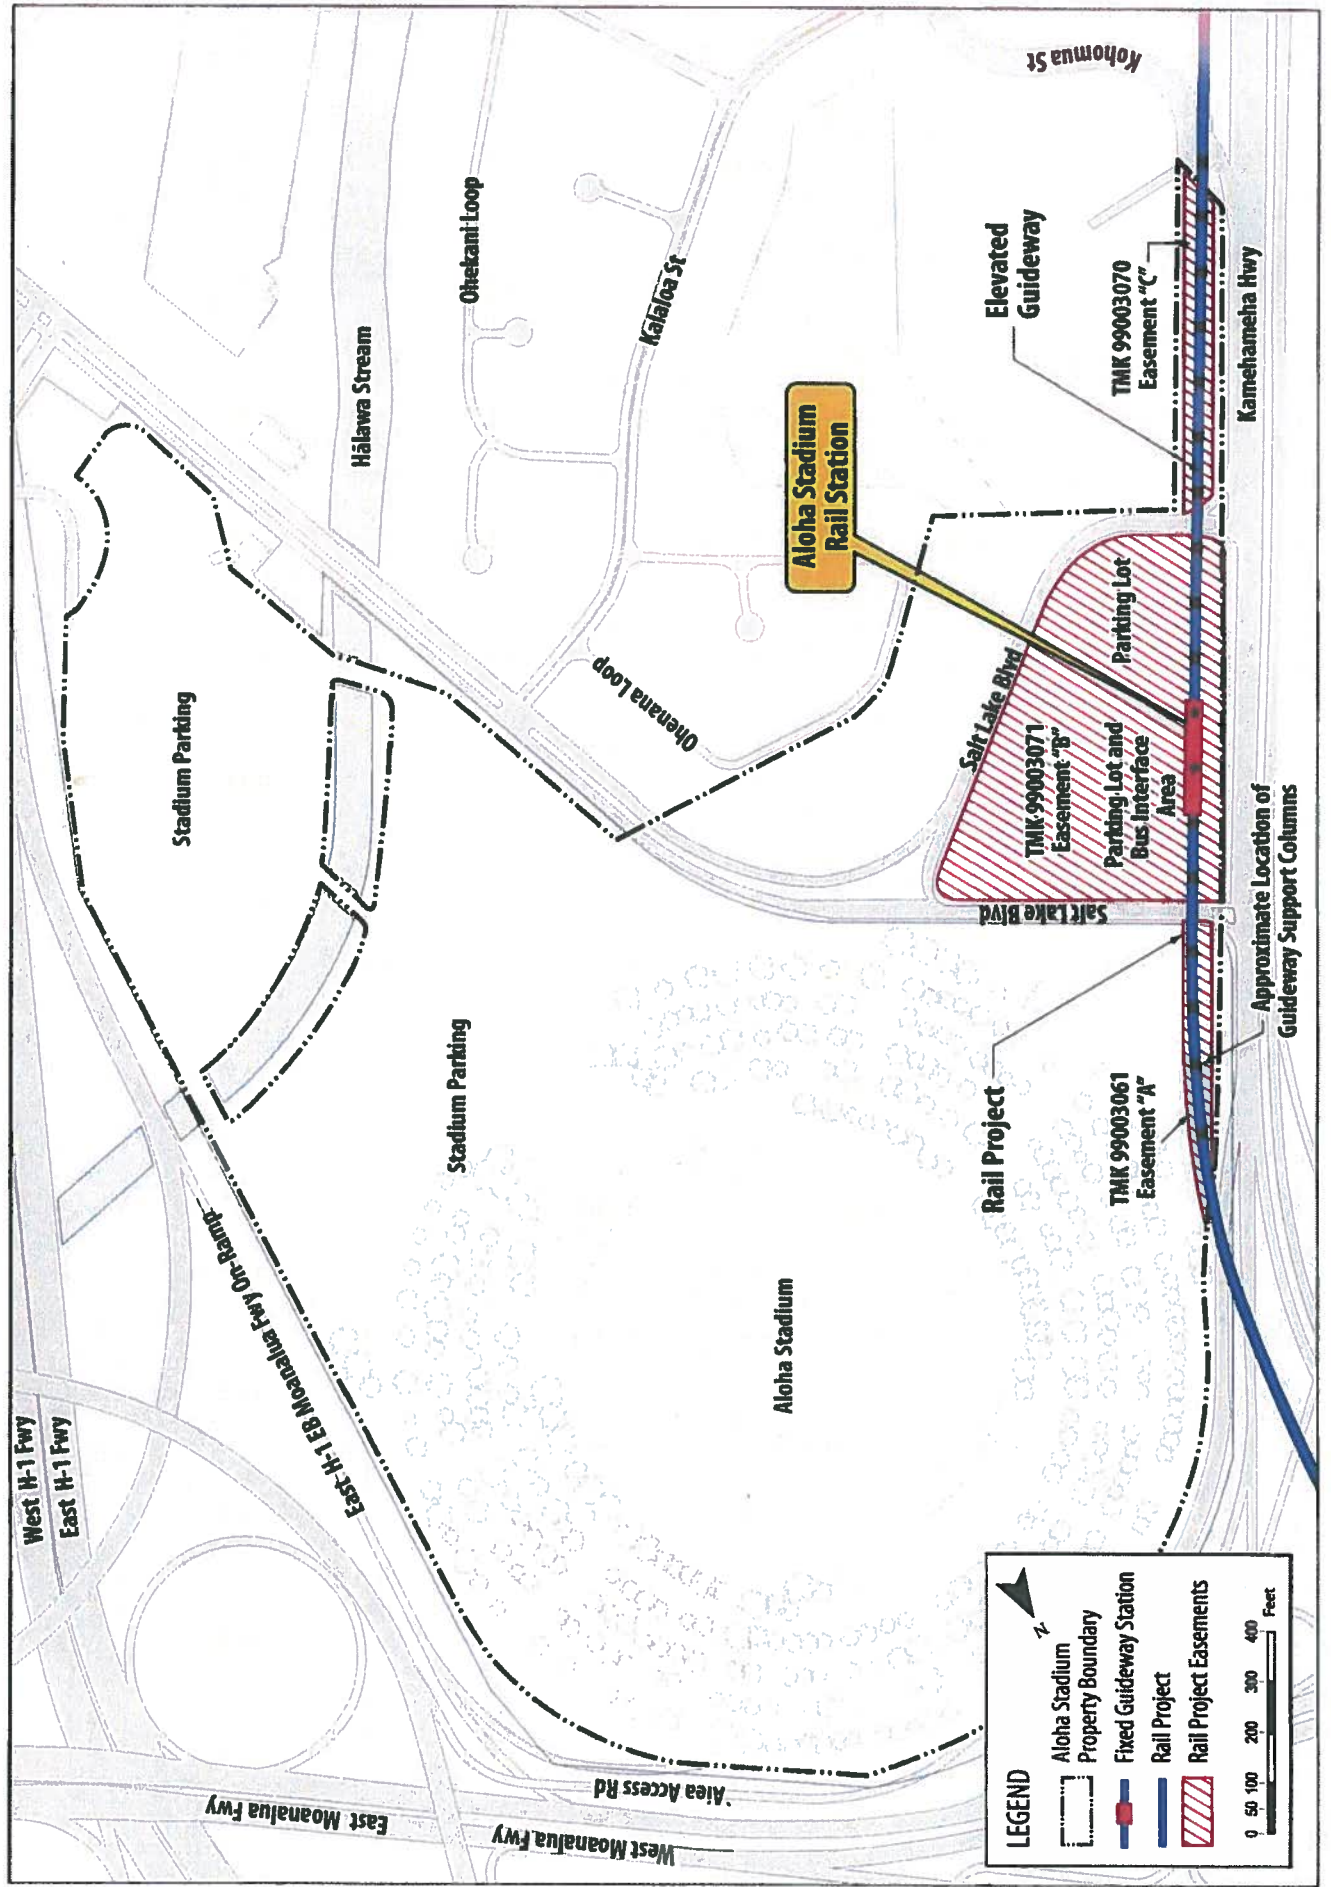 West H-1 Fwy
East H-1 Fwy
East H-1 EB Moanalua Fwy On-Ramp
East Moanalua Fwy
West Moanalua Fwy
'Aiea Access Rd
Stadium Parking
Stadium Parking
Hālawa Stream
Ohekani Loop
Kalaloa St
Ohenana Loop
Kohomua St
Aloha Stadium
Aloha Stadium
Rail Station
Salt Lake Blvd
Salt Lake Blvd
Rail Project
TMK 99003061
Easement "A"
TMK 99003071
Easement "B"
Parking Lot and
Bus Interface
Area
Parking Lot
Elevated
Guideway
TMK 99003070
Easement "C"
Kamehameha Hwy
Approximate Location of
Guideway Support Columns
LEGEND
Aloha Stadium
Property Boundary
Fixed Guideway Station
Rail Project
Rail Project Easements
N
0 50 100 200 300 400
Feet